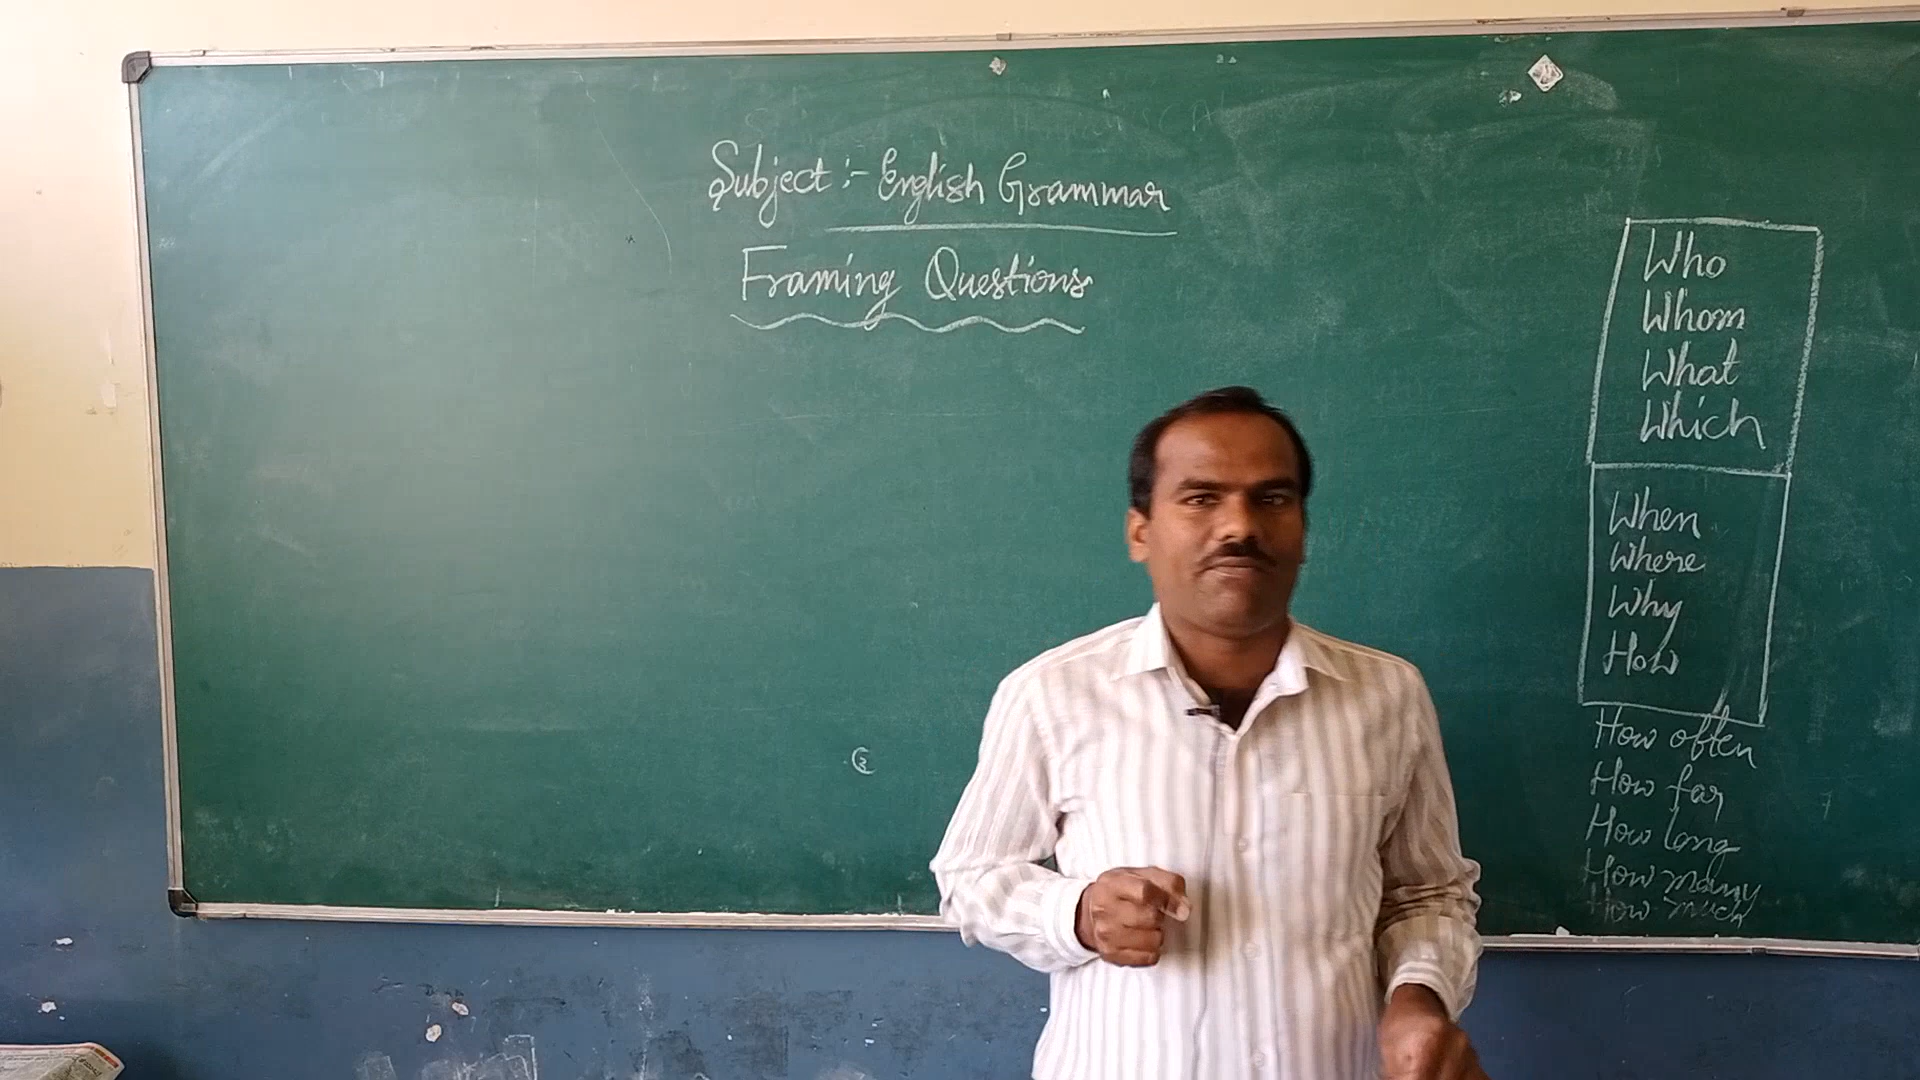 Subject :- English Grammar
Framing Questions
Who
Whom
What
Which
When
Where
Why
How
How often
How far
How long
How many
How much